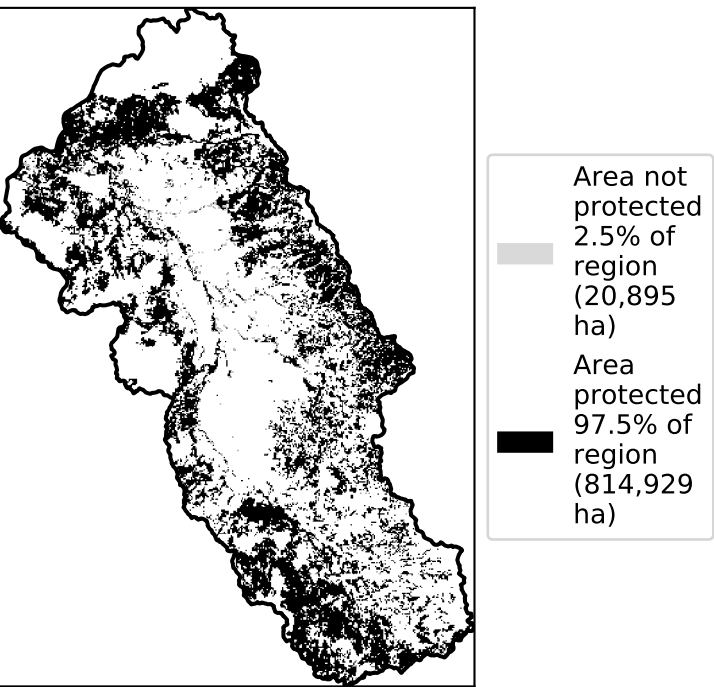 Area not
protected
2.5% of
region
(20,895
ha)
Area
protected
97.5% of
region
(814,929
ha)